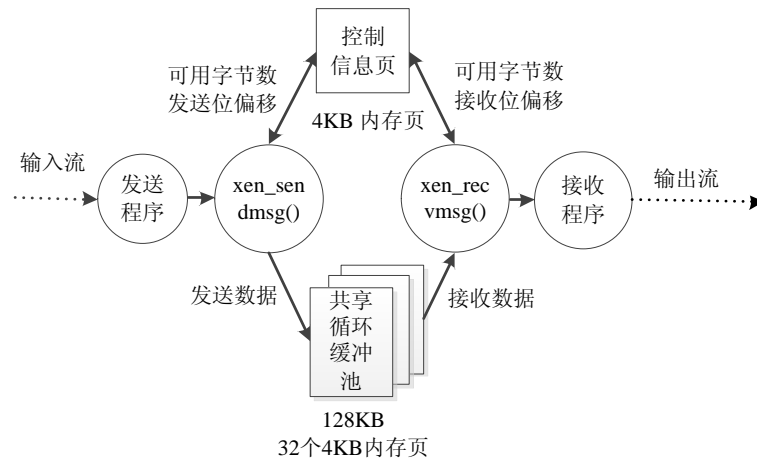 控制
信息页
可用字节数
发送位偏移
可用字节数
接收位偏移
4KB 内存页
输入流
发送
程序
xen_sen
dmsg()
xen_rec
vmsg()
接收
程序
输出流
发送数据
接收数据
共享
循环
缓冲
池
128KB
32个4KB内存页